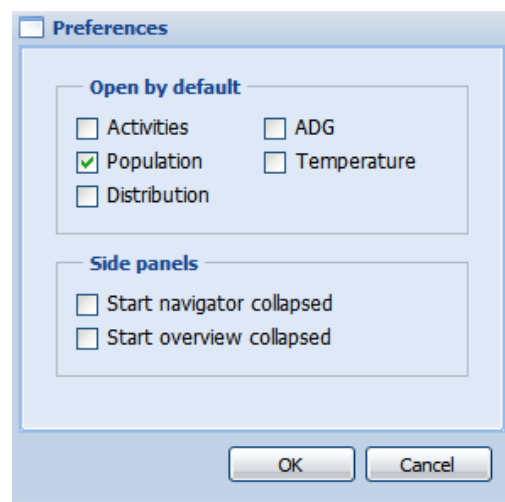 Preferences
Open by default
Activities ADG
Population Temperature
Distribution
Side panels
Start navigator collapsed
Start overview collapsed
OK Cancel